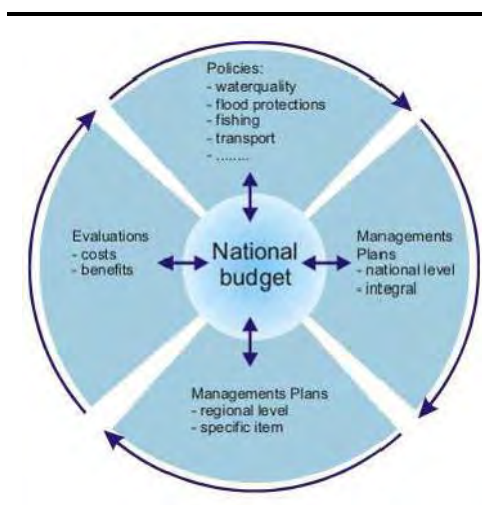 Policies:
- waterquality
- flood protections
- fishing
- transport
- ........
Evaluations
- costs
- benefits
National
budget
Managements
Plans
- national level
- integral
Managements Plans
- regional level
- specific item